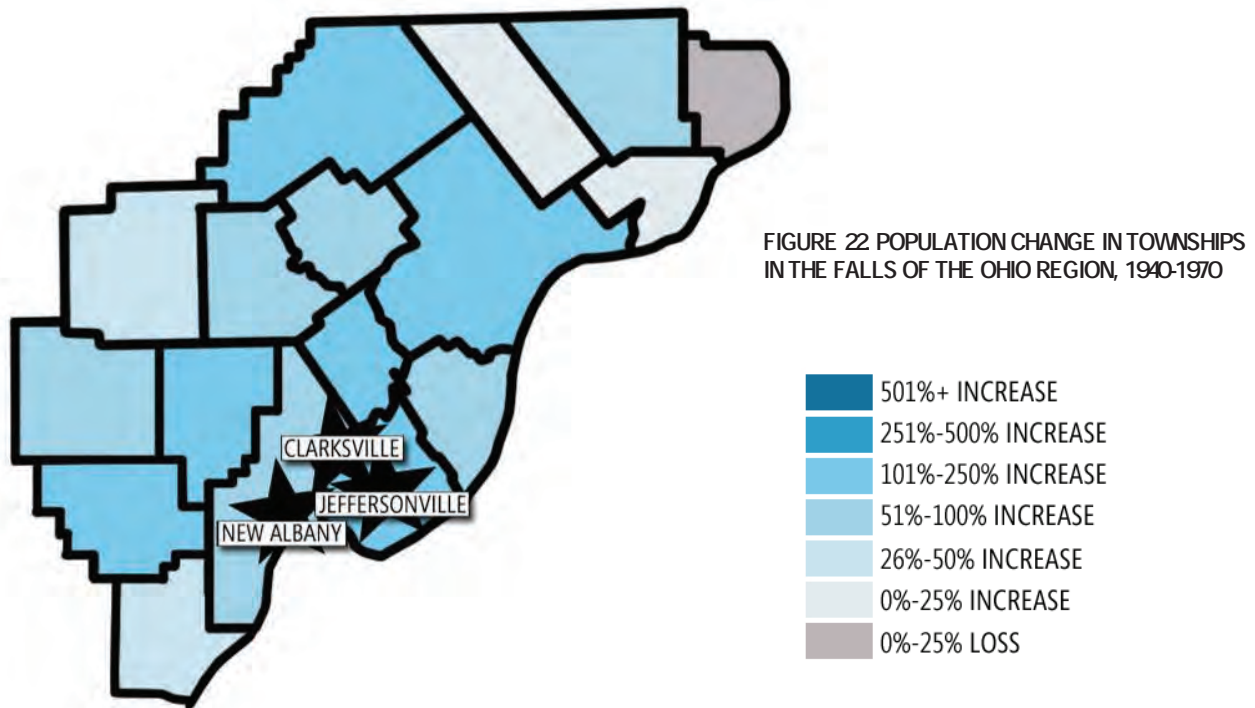 FIGURE 22 POPULATION CHANGE IN TOWNSHIPS
IN THE FALLS OF THE OHIO REGION, 1940-1970
501%+ INCREASE
251%-500% INCREASE
101%-250% INCREASE
51%-100% INCREASE
26%-50% INCREASE
0%-25% INCREASE
0%-25% LOSS
CLARKSVILLE
JEFFERSONVILLE
NEW ALBANY